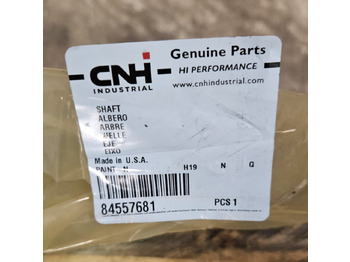 CNH
INDUSTRIAL
Genuine Parts
HI PERFORMANCE
www.cnhindustrial.com
SHAFT
ALBERO
ARBRE
WELLE
EJE
EIXO
Made in U.S.A.
PAINT N H19 N Q
84557681 PCS 1